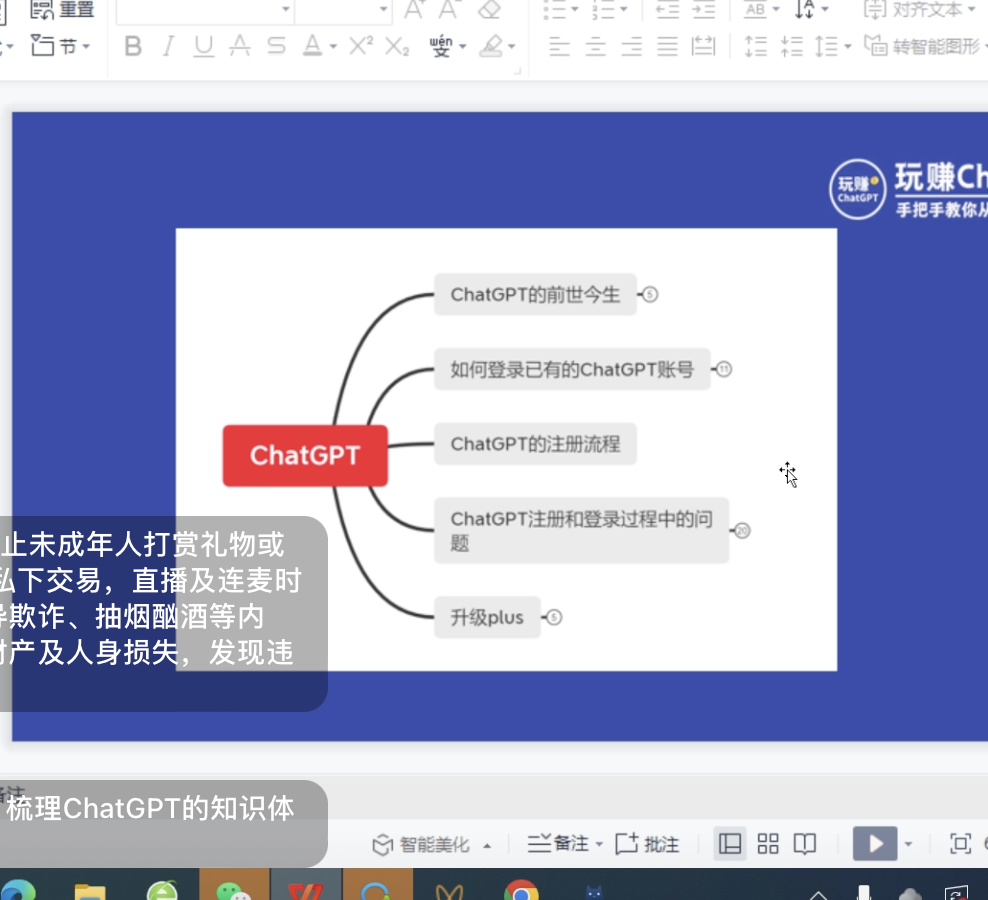 重置
节
B I U A S A X² X₂ wén 文
AB
A
对齐文本
转智能图形
玩赚
ChatGPT
玩赚Ch
手把手教你从
ChatGPT
ChatGPT的前世今生 5
如何登录已有的ChatGPT账号 11
ChatGPT的注册流程
ChatGPT注册和登录过程中的问
题 20
升级plus 5
止未成年人打赏礼物或
私下交易，直播及连麦时
导欺诈、抽烟酗酒等内
财产及人身损失，发现违
备注
梳理ChatGPT的知识体
智能美化
备注
批注